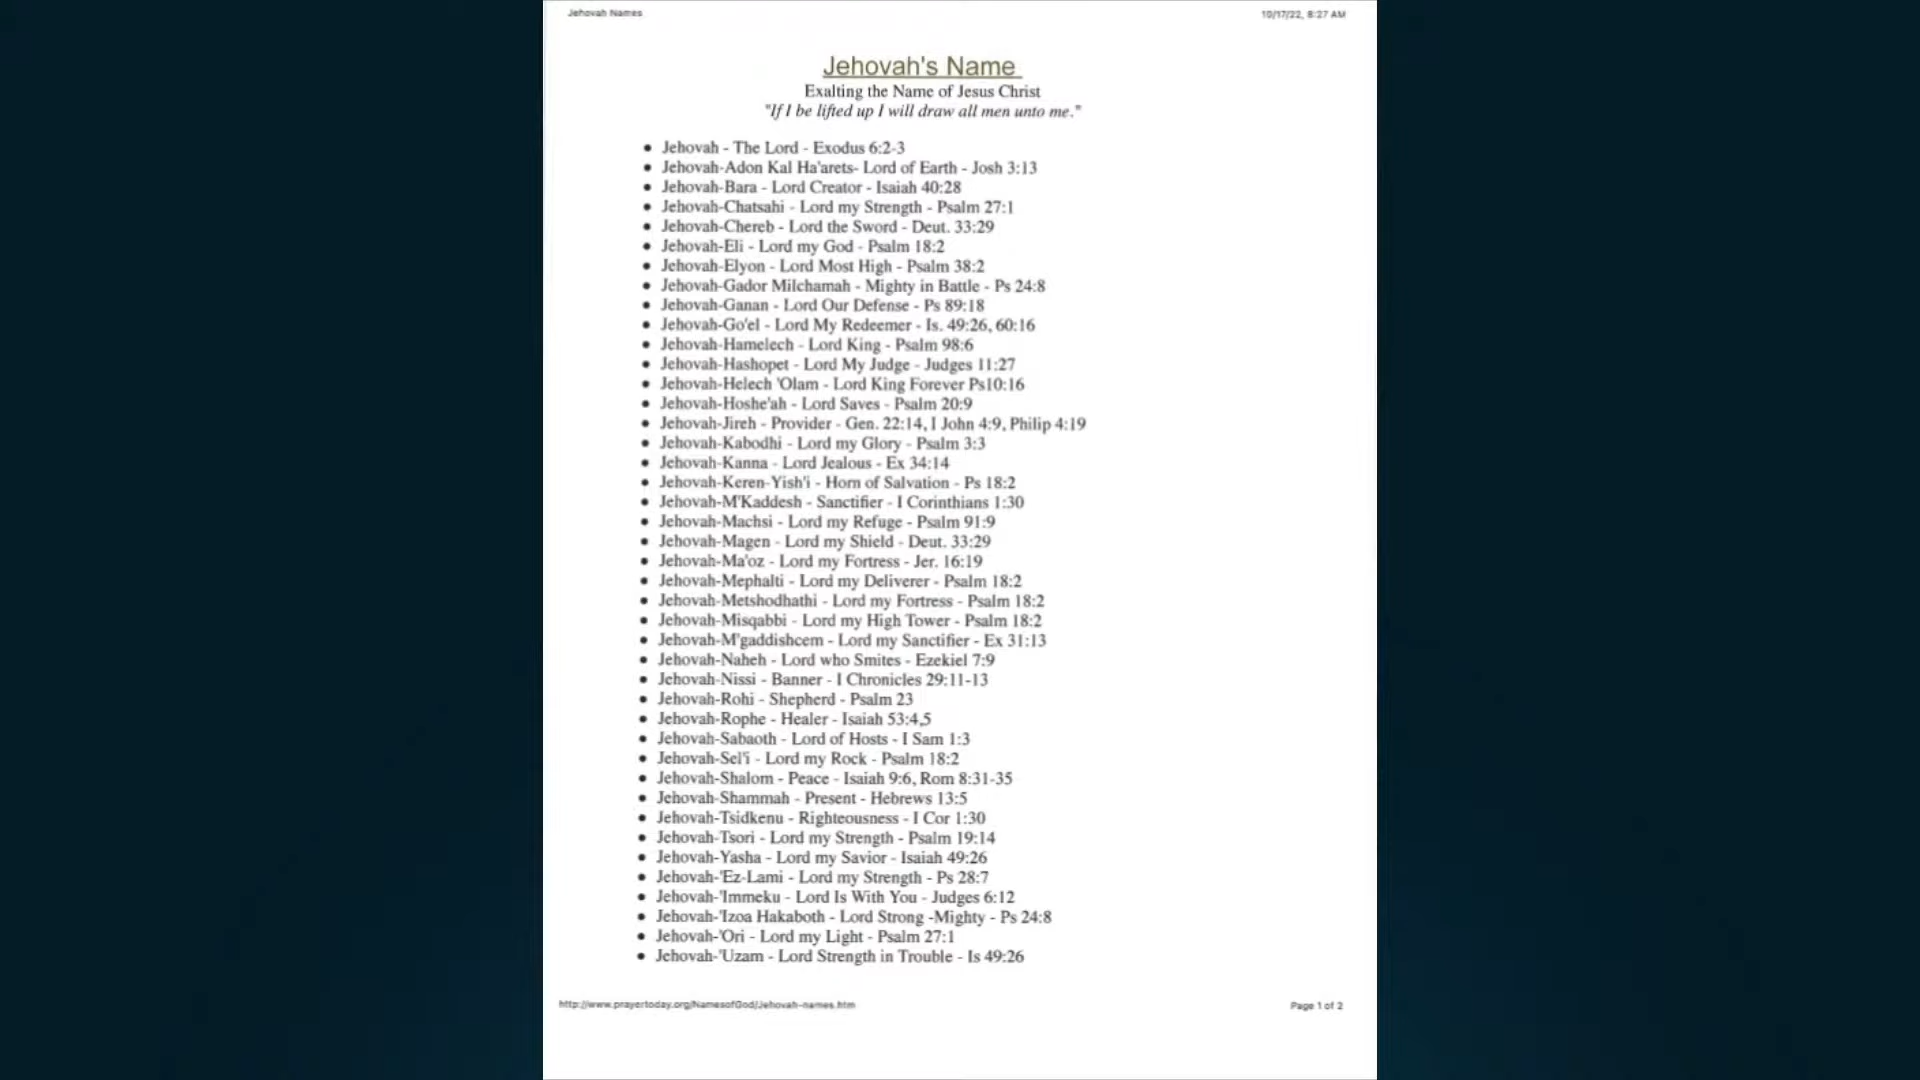 Jehovah Names
10/17/22, 8:27 AM
Jehovah's Name
Exalting the Name of Jesus Christ
"If I be lifted up I will draw all men unto me."
Jehovah - The Lord - Exodus 6:2-3
Jehovah-Adon Kal Ha'arets- Lord of Earth - Josh 3:13
Jehovah-Bara - Lord Creator - Isaiah 40:28
Jehovah-Chatsahi - Lord my Strength - Psalm 27:1
Jehovah-Chereb - Lord the Sword - Deut. 33:29
Jehovah-Eli - Lord my God - Psalm 18:2
Jehovah-Elyon - Lord Most High - Psalm 38:2
Jehovah-Gador Milchamah - Mighty in Battle - Ps 24:8
Jehovah-Ganan - Lord Our Defense - Ps 89:18
Jehovah-Go'el - Lord My Redeemer - Is. 49:26, 60:16
Jehovah-Hamelech - Lord King - Psalm 98:6
Jehovah-Hashopet - Lord My Judge - Judges 11:27
Jehovah-Helech 'Olam - Lord King Forever Ps10:16
Jehovah-Hoshe'ah - Lord Saves - Psalm 20:9
Jehovah-Jireh - Provider - Gen. 22:14, I John 4:9, Philip 4:19
Jehovah-Kabodhi - Lord my Glory - Psalm 3:3
Jehovah-Kanna - Lord Jealous - Ex 34:14
Jehovah-Keren-Yish'i - Horn of Salvation - Ps 18:2
Jehovah-M'Kaddesh - Sanctifier - I Corinthians 1:30
Jehovah-Machsi - Lord my Refuge - Psalm 91:9
Jehovah-Magen - Lord my Shield - Deut. 33:29
Jehovah-Ma'oz - Lord my Fortress - Jer. 16:19
Jehovah-Mephalti - Lord my Deliverer - Psalm 18:2
Jehovah-Metshodhathi - Lord my Fortress - Psalm 18:2
Jehovah-Misqabbi - Lord my High Tower - Psalm 18:2
Jehovah-M'gaddishcem - Lord my Sanctifier - Ex 31:13
Jehovah-Naheh - Lord who Smites - Ezekiel 7:9
Jehovah-Nissi - Banner - I Chronicles 29:11-13
Jehovah-Rohi - Shepherd - Psalm 23
Jehovah-Rophe - Healer - Isaiah 53:4,5
Jehovah-Sabaoth - Lord of Hosts - I Sam 1:3
Jehovah-Sel'i - Lord my Rock - Psalm 18:2
Jehovah-Shalom - Peace - Isaiah 9:6, Rom 8:31-35
Jehovah-Shammah - Present - Hebrews 13:5
Jehovah-Tsidkenu - Righteousness - I Cor 1:30
Jehovah-Tsori - Lord my Strength - Psalm 19:14
Jehovah-Yasha - Lord my Savior - Isaiah 49:26
Jehovah-'Ez-Lami - Lord my Strength - Ps 28:7
Jehovah-'Immeku - Lord Is With You - Judges 6:12
Jehovah-'Izoa Hakaboth - Lord Strong -Mighty - Ps 24:8
Jehovah-'Ori - Lord my Light - Psalm 27:1
Jehovah-'Uzam - Lord Strength in Trouble - Is 49:26
http://www.prayertoday.org/NamesofGod/Jehovah-names.htm
Page 1 of 2